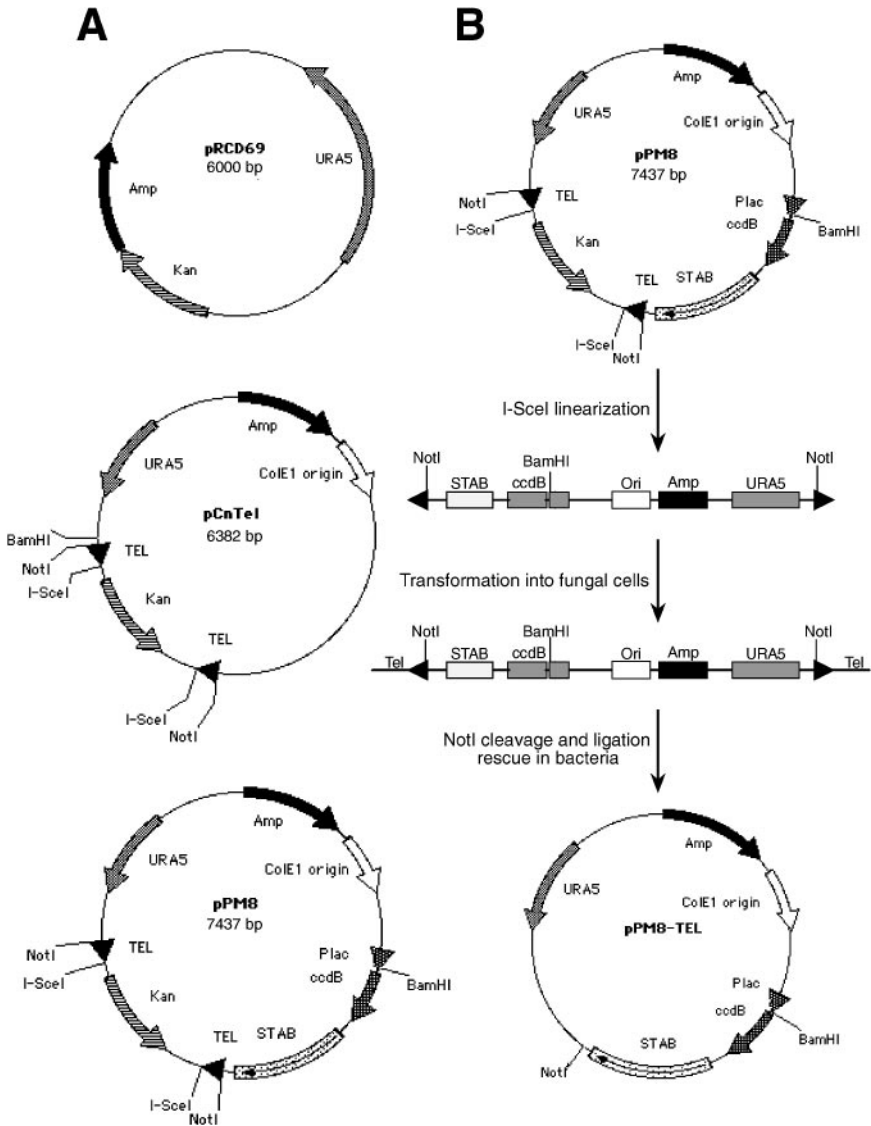 A
pRCD69
6000 bp
URA5
Amp
Kan
Amp
URA5
ColE1 origin
pCnTel
6382 bp
BamHI
NotI
TEL
I-SceI
Kan
TEL
I-SceI
NotI
Amp
URA5
ColE1 origin
pPM8
7437 bp
NotI
TEL
I-SceI
Plac
ccdB
BamHI
Kan
TEL
STAB
I-SceI
NotI
B
Amp
URA5
ColE1 origin
pPM8
7437 bp
NotI
TEL
I-SceI
Plac
ccdB
BamHI
Kan
TEL
STAB
I-SceI
NotI
I-SceI linearization
NotI
BamHI
NotI
STAB
ccdB
Ori
Amp
URA5
Transformation into fungal cells
NotI
BamHI
NotI
Tel
STAB
ccdB
Ori
Amp
URA5
Tel
NotI cleavage and ligation
rescue in bacteria
Amp
URA5
ColE1 origin
pPM8-TEL
Plac
ccdB
BamHI
STAB
NotI